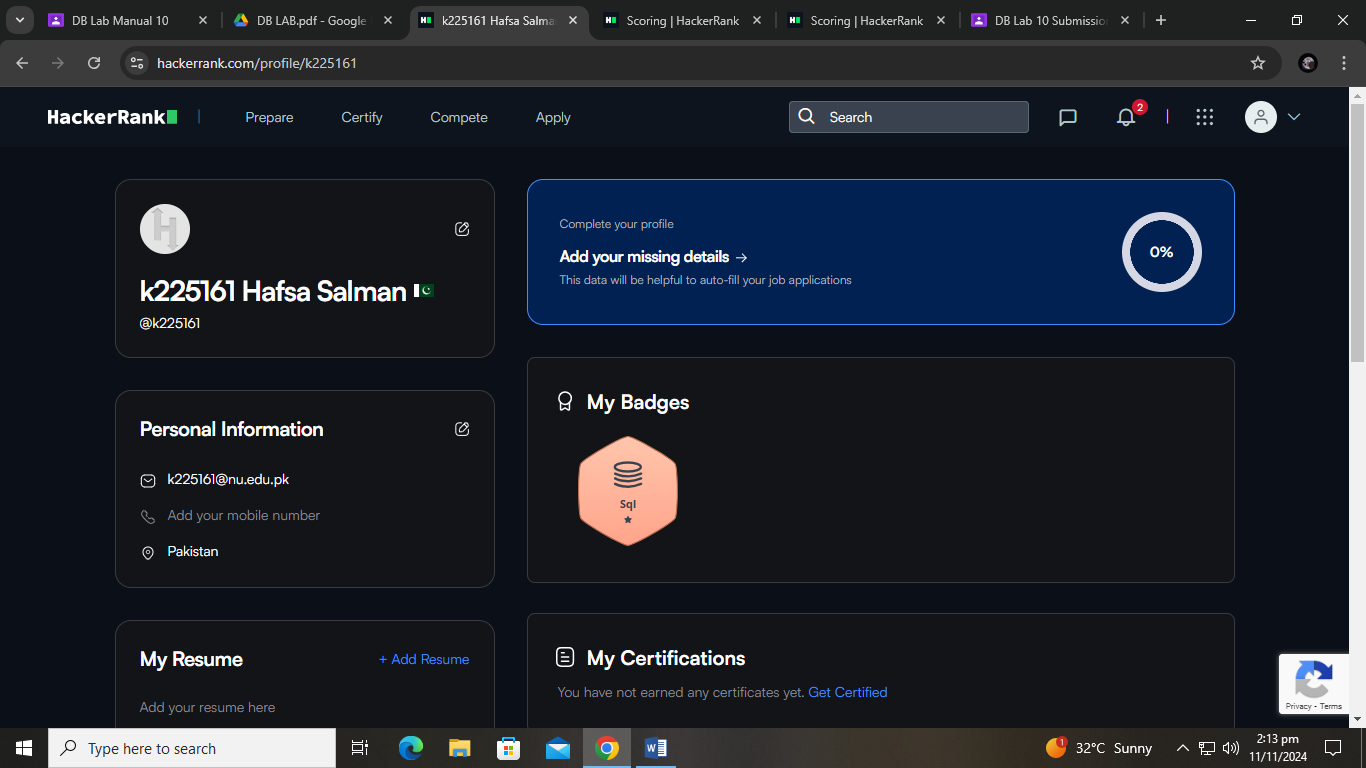 DB Lab Manual 10
DB LAB.pdf - Google
k225161 Hafsa Salma
Scoring | HackerRank
Scoring | HackerRank
DB Lab 10 Submissio
hackerrank.com/profile/k225161
HackerRank
Prepare
Certify
Compete
Apply
Search
2
k225161 Hafsa Salman
@k225161
Complete your profile
Add your missing details →
This data will be helpful to auto-fill your job applications
0%
Personal Information
k225161@nu.edu.pk
Add your mobile number
Pakistan
My Badges
Sql
My Resume
+ Add Resume
Add your resume here
My Certifications
You have not earned any certificates yet. Get Certified
Privacy - Terms
Type here to search
1
32°C Sunny
2:13 pm
11/11/2024